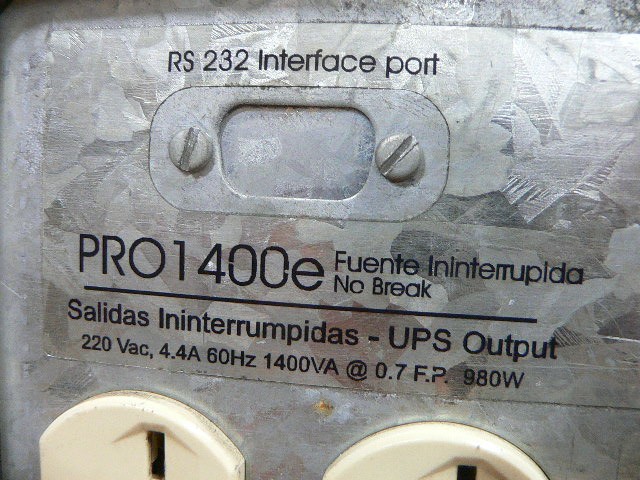 RS 232 Interface port
PRO1400e Fuente Ininterrupida
No Break
Salidas Ininterrumpidas - UPS Output
220 Vac, 4.4A 60Hz 1400VA @ 0.7 F.P. 980W